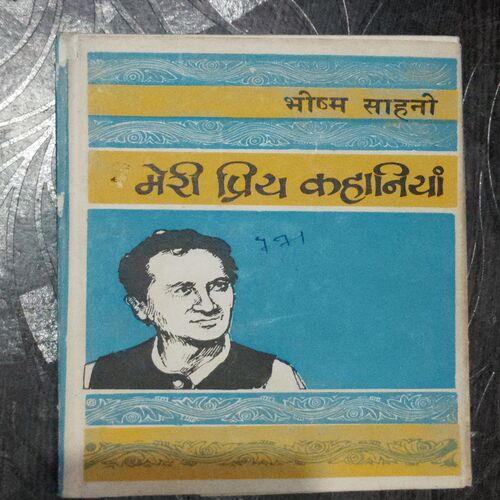 भीष्म साहनी
मेरी प्रिय कहानियां